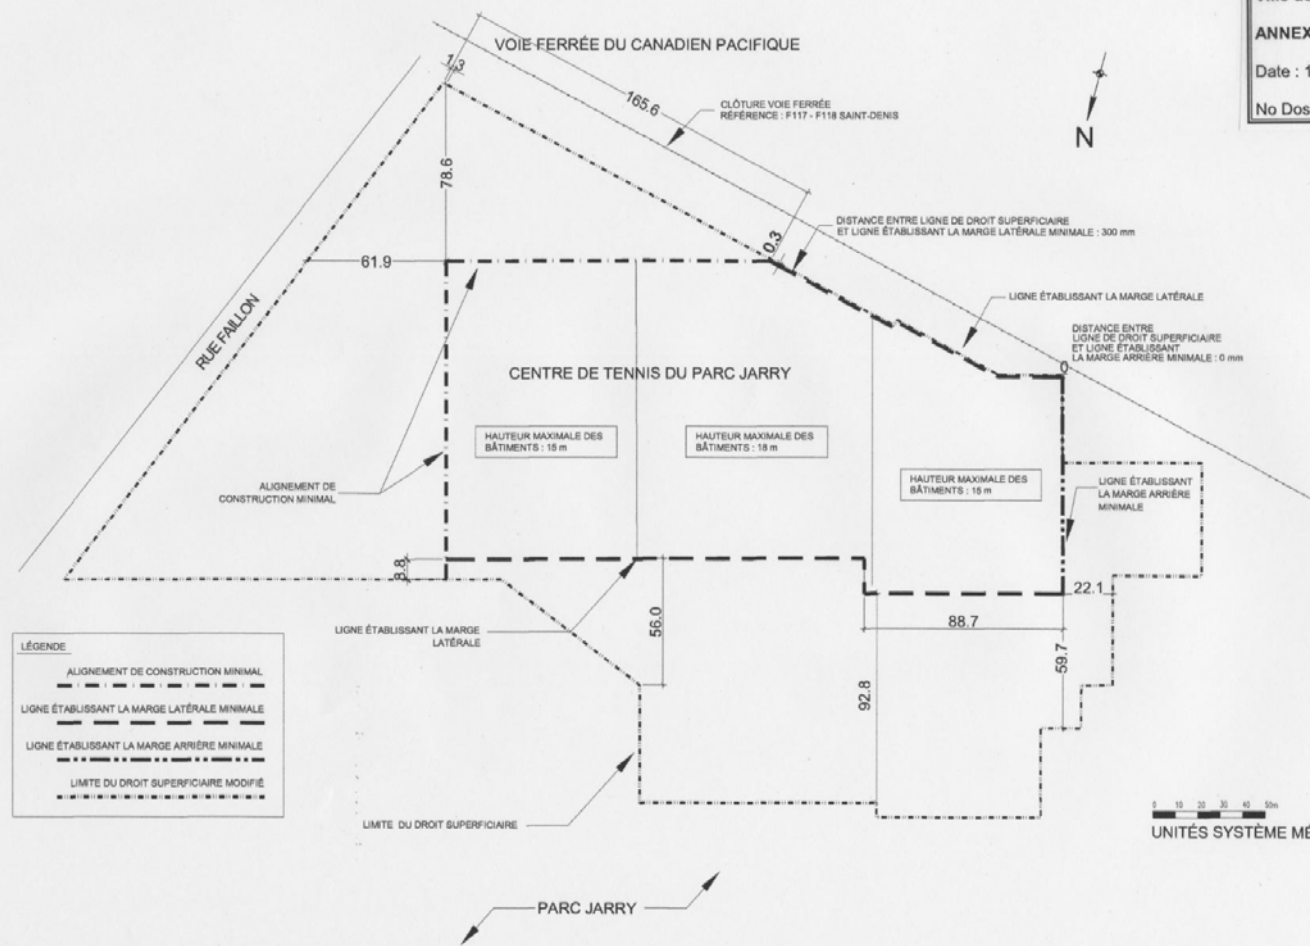 VOIE FERRÉE DU CANADIEN PACIFIQUE
ANNEX
Date : 1
No Dos
1,3
165.6
CLÔTURE VOIE FERRÉE
RÉFÉRENCE : F117 - F118 SAINT-DENIS
N
78.6
DISTANCE ENTRE LIGNE DE DROIT SUPERFICIAIRE
ET LIGNE ÉTABLISSANT LA MARGE LATÉRALE MINIMALE : 300 mm
0.3
61.9
RUE FAILLON
LIGNE ÉTABLISSANT LA MARGE LATÉRALE
DISTANCE ENTRE
LIGNE DE DROIT SUPERFICIAIRE
ET LIGNE ÉTABLISSANT
LA MARGE ARRIÈRE MINIMALE : 0 mm
0
CENTRE DE TENNIS DU PARC JARRY
HAUTEUR MAXIMALE DES
BÂTIMENTS : 15 m
HAUTEUR MAXIMALE DES
BÂTIMENTS : 18 m
HAUTEUR MAXIMALE DES
BÂTIMENTS : 15 m
ALIGNEMENT DE
CONSTRUCTION MINIMAL
LIGNE ÉTABLISSANT
LA MARGE ARRIÈRE
MINIMALE
8.8
22.1
56.0
88.7
59.7
92.8
LIGNE ÉTABLISSANT LA MARGE
LATÉRALE
LÉGENDE
ALIGNEMENT DE CONSTRUCTION MINIMAL
LIGNE ÉTABLISSANT LA MARGE LATÉRALE MINIMALE
LIGNE ÉTABLISSANT LA MARGE ARRIÈRE MINIMALE
LIMITE DU DROIT SUPERFICIAIRE MODIFIÉ
LIMITE DU DROIT SUPERFICIAIRE
0 10 20 30 40 50m
UNITÉS SYSTÈME MÉ
PARC JARRY